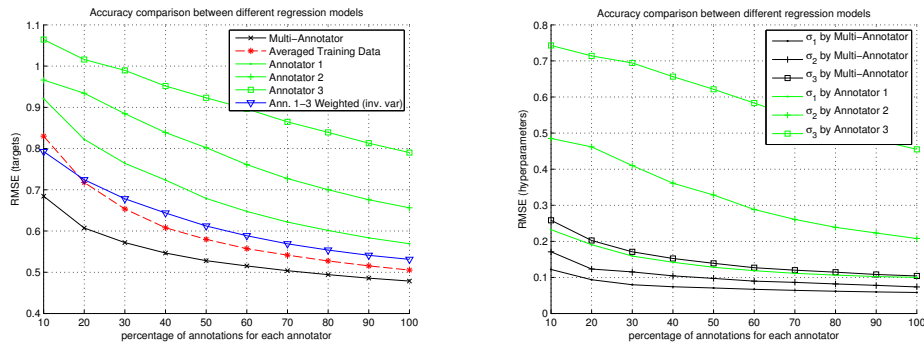 Accuracy comparison between different regression models
RMSE (targets)
1.1
1
0.9
0.8
0.7
0.6
0.5
0.4
10 20 30 40 50 60 70 80 90 100
percentage of annotations for each annotator
Multi−Annotator
Averaged Training Data
Annotator 1
Annotator 2
Annotator 3
Ann. 1−3 Weighted (inv. var)
Accuracy comparison between different regression models
RMSE (hyperparameters)
0.8
0.7
0.6
0.5
0.4
0.3
0.2
0.1
0
10 20 30 40 50 60 70 80 90 100
percentage of annotations for each annotator
σ1 by Multi−Annotator
σ2 by Multi−Annotator
σ3 by Multi−Annotator
σ1 by Annotator 1
σ2 by Annotator 2
σ3 by Annotator 3